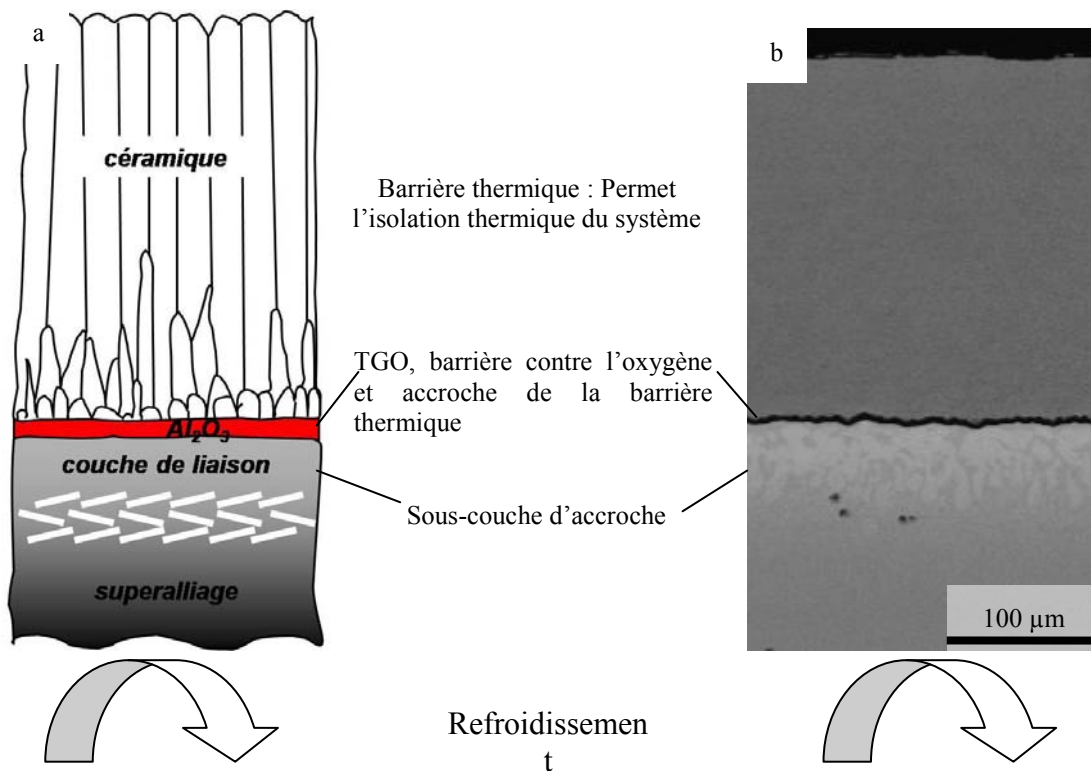 a
céramique
Al₂O₃
couche de liaison
superalliage
Barrière thermique : Permet
l’isolation thermique du système
TGO, barrière contre l’oxygène
et accroche de la barrière
thermique
Sous-couche d’accroche
b
100 µm
Refroidissemen
t